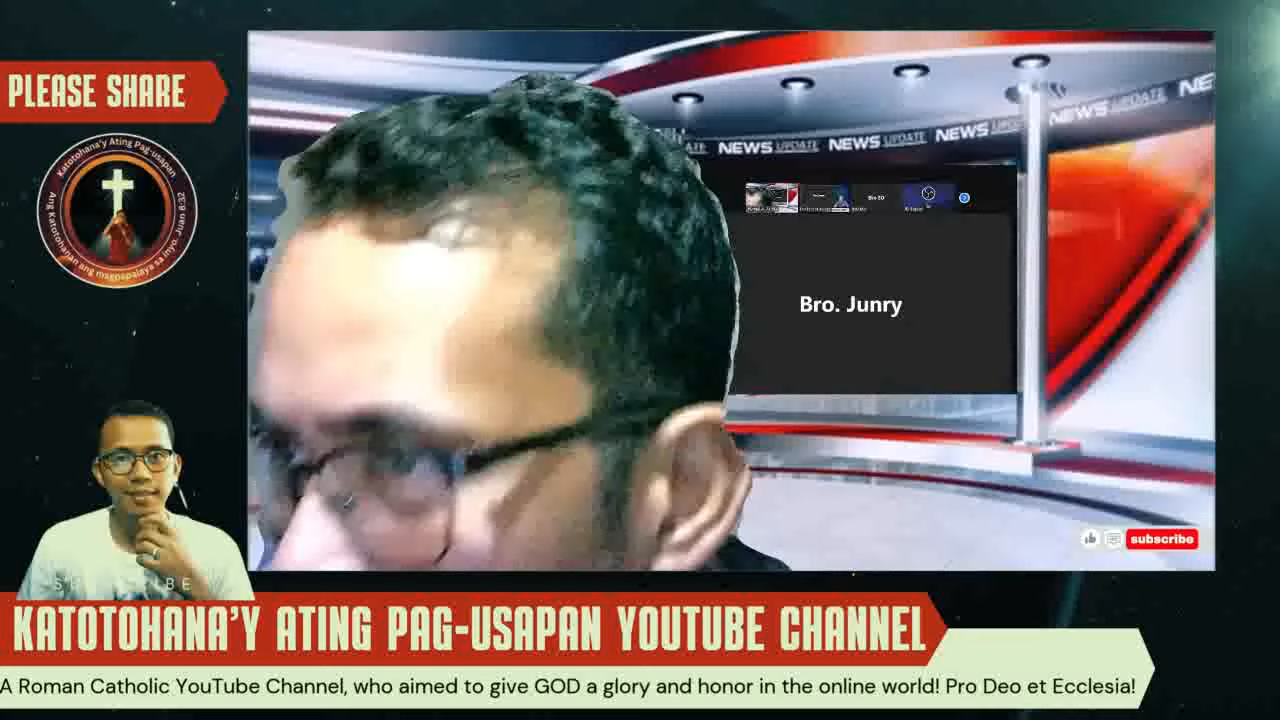 PLEASE SHARE
Katotohana'y Ating Pag-usapan
Ang Katotohanan ang magpapalaya sa inyo. Juan 8:32
NEWS UPDATE NEWS UPDATE NEWS UPDATE NEWS UPDATE NE
Bro. Junry
subscribe
KATOTOHANA'Y ATING PAG-USAPAN YOUTUBE CHANNEL
A Roman Catholic YouTube Channel, who aimed to give GOD a glory and honor in the online world! Pro Deo et Ecclesia!